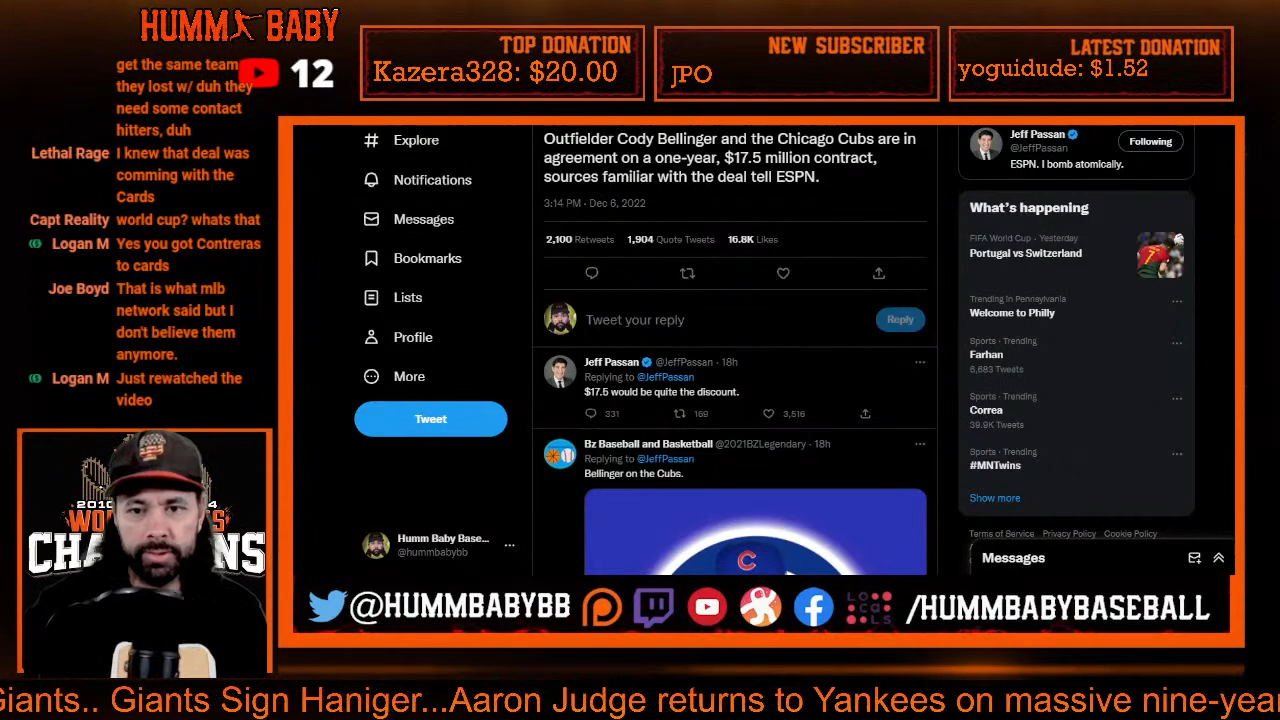 HUMM BABY
get the same team
they lost w/ duh they
need some contact
hitters, duh
12
Lethal Rage I knew that deal was
comming with the
Cards
Capt Reality world cup? whats that
Logan M Yes you got Contreras
to cards
Joe Boyd That is what mlb
network said but I
don't believe them
anymore.
Logan M Just rewatched the
video
TOP DONATION
Kazera328: $20.00
NEW SUBSCRIBER
JPO
LATEST DONATION
yoguidude: $1.52
# Explore
Notifications
Messages
Bookmarks
Lists
Profile
More
Tweet
Humm Baby Base...
@hummbabybb
Outfielder Cody Bellinger and the Chicago Cubs are in
agreement on a one-year, $17.5 million contract,
sources familiar with the deal tell ESPN.
3:14 PM · Dec 6, 2022
2,100 Retweets 1,904 Quote Tweets 16.8K Likes
Tweet your reply
Reply
Jeff Passan @JeffPassan · 18h
Replying to @JeffPassan
$17.5 would be quite the discount.
331 169 3,516
Bz Baseball and Basketball @2021BZLegendary · 18h
Replying to @JeffPassan
Bellinger on the Cubs.
C
Jeff Passan
@JeffPassan
Following
ESPN. I bomb atomically.
What's happening
FIFA World Cup · Yesterday
Portugal vs Switzerland
7
Trending in Pennsylvania
Welcome to Philly
Sports · Trending
Farhan
6,683 Tweets
Sports · Trending
Correa
39.9K Tweets
Sports · Trending
#MNTwins
Show more
Terms of Service Privacy Policy Cookie Policy
Messages
@HUMMBABYBB
LOCALS
/HUMMBABYBASEBALL
Giants.. Giants Sign Haniger...Aaron Judge returns to Yankees on massive nine-year